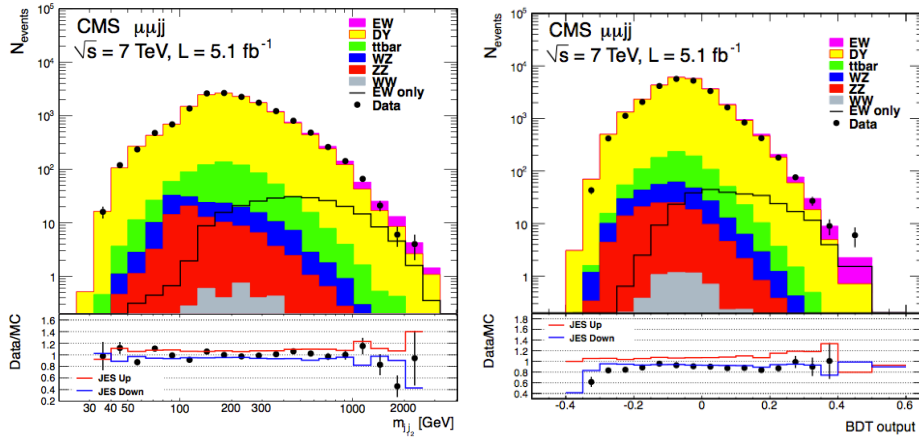 CMS μμjj
√s = 7 TeV, L = 5.1 fb⁻¹
N_events
10⁵
10⁴
10³
10²
10
1
EW
DY
ttbar
WZ
ZZ
WW
EW only
Data
Data/MC
1.6
1.4
1.2
1
0.8
0.6
0.4
0.2
JES Up
JES Down
30 40 50 100 200 300 1000 2000
m_j₁j₂ [GeV]
CMS μμjj
√s = 7 TeV, L = 5.1 fb⁻¹
N_events
10⁵
10⁴
10³
10²
10
1
EW
DY
ttbar
WZ
ZZ
WW
EW only
Data
Data/MC
1.8
1.6
1.4
1.2
1
0.8
0.6
0.4
JES Up
JES Down
-0.4 -0.2 0 0.2 0.4 0.6
BDT output